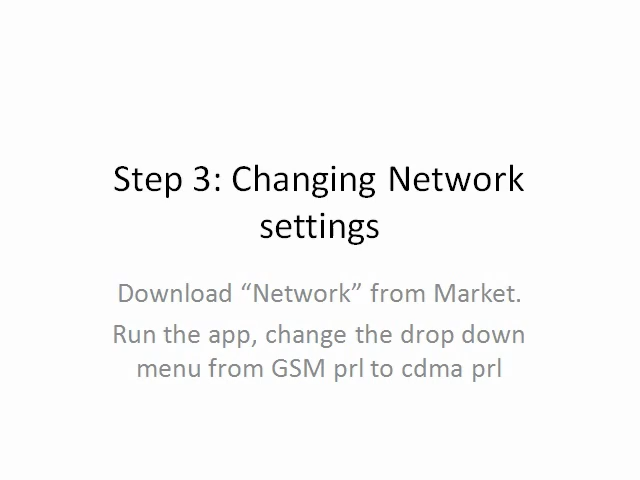 Step 3: Changing Network
settings
Download “Network” from Market.
Run the app, change the drop down
menu from GSM prl to cdma prl